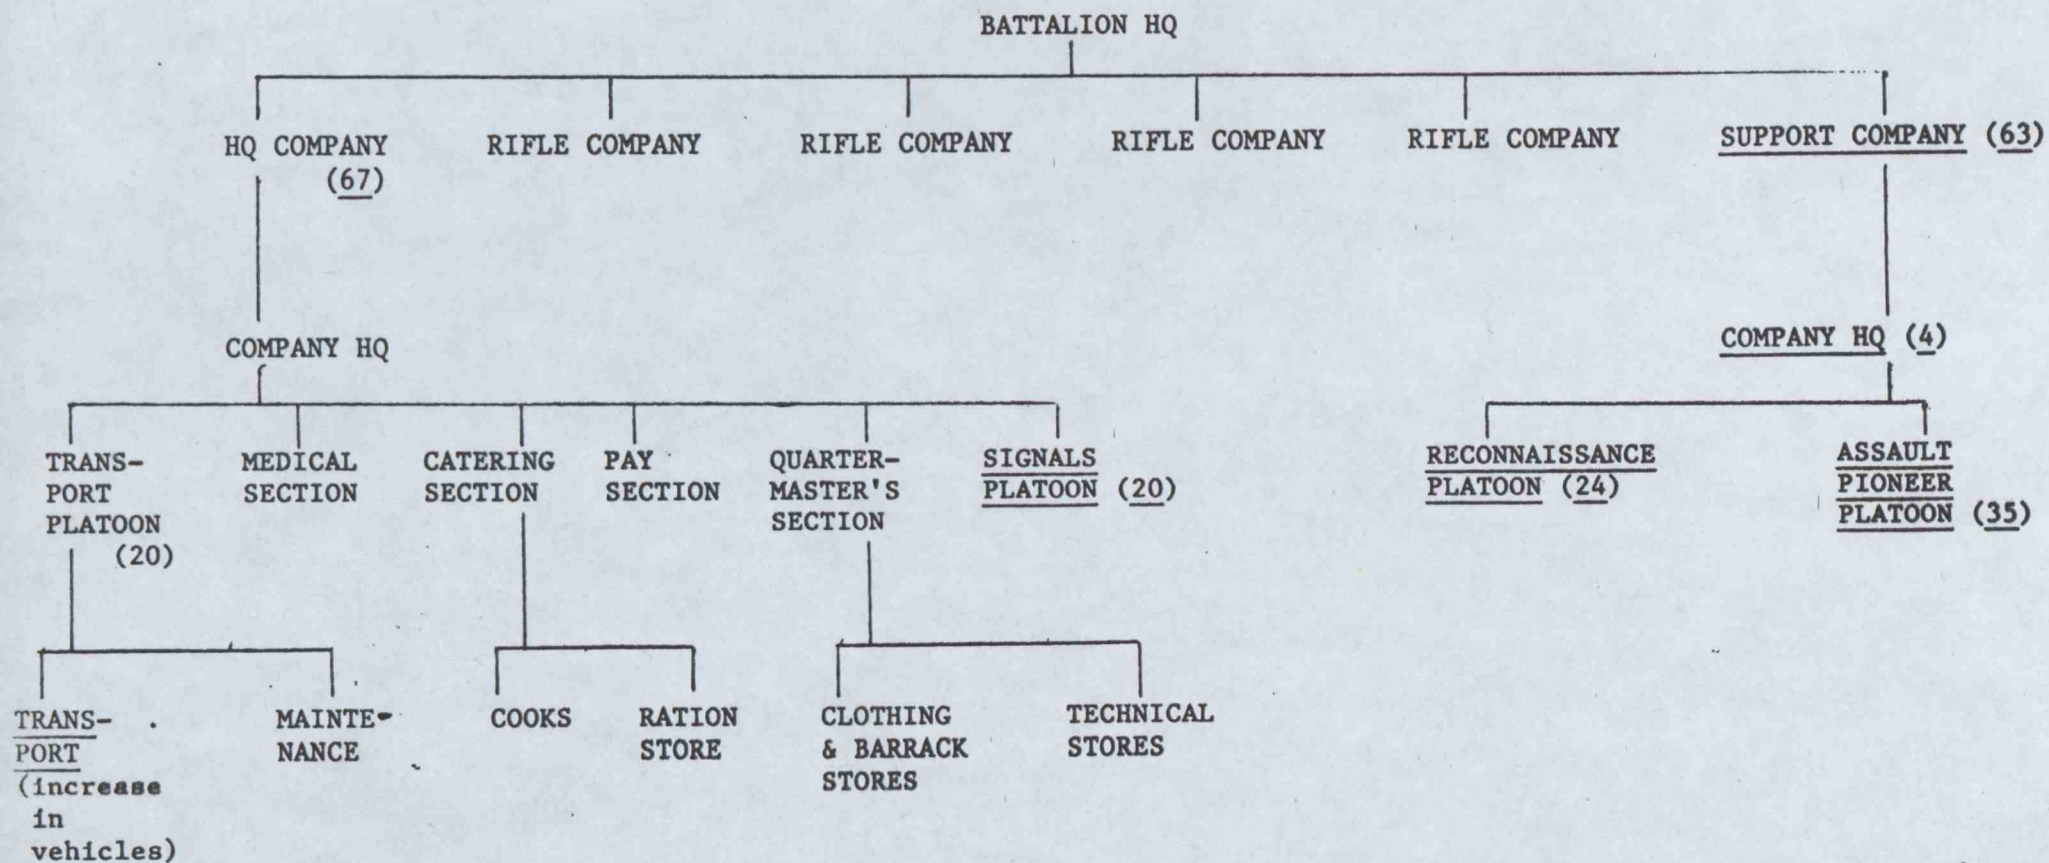 BATTALION HQ
HQ COMPANY
(67)
RIFLE COMPANY
RIFLE COMPANY
RIFLE COMPANY
RIFLE COMPANY
SUPPORT COMPANY (63)
COMPANY HQ
COMPANY HQ (4)
TRANS-
PORT
PLATOON
(20)
MEDICAL
SECTION
CATERING
SECTION
PAY
SECTION
QUARTER-
MASTER'S
SECTION
SIGNALS
PLATOON (20)
RECONNAISSANCE
PLATOON (24)
ASSAULT
PIONEER
PLATOON (35)
TRANS-
PORT
(increase
in
vehicles)
MAINTE-
NANCE
COOKS
RATION
STORE
CLOTHING
& BARRACK
STORES
TECHNICAL
STORES